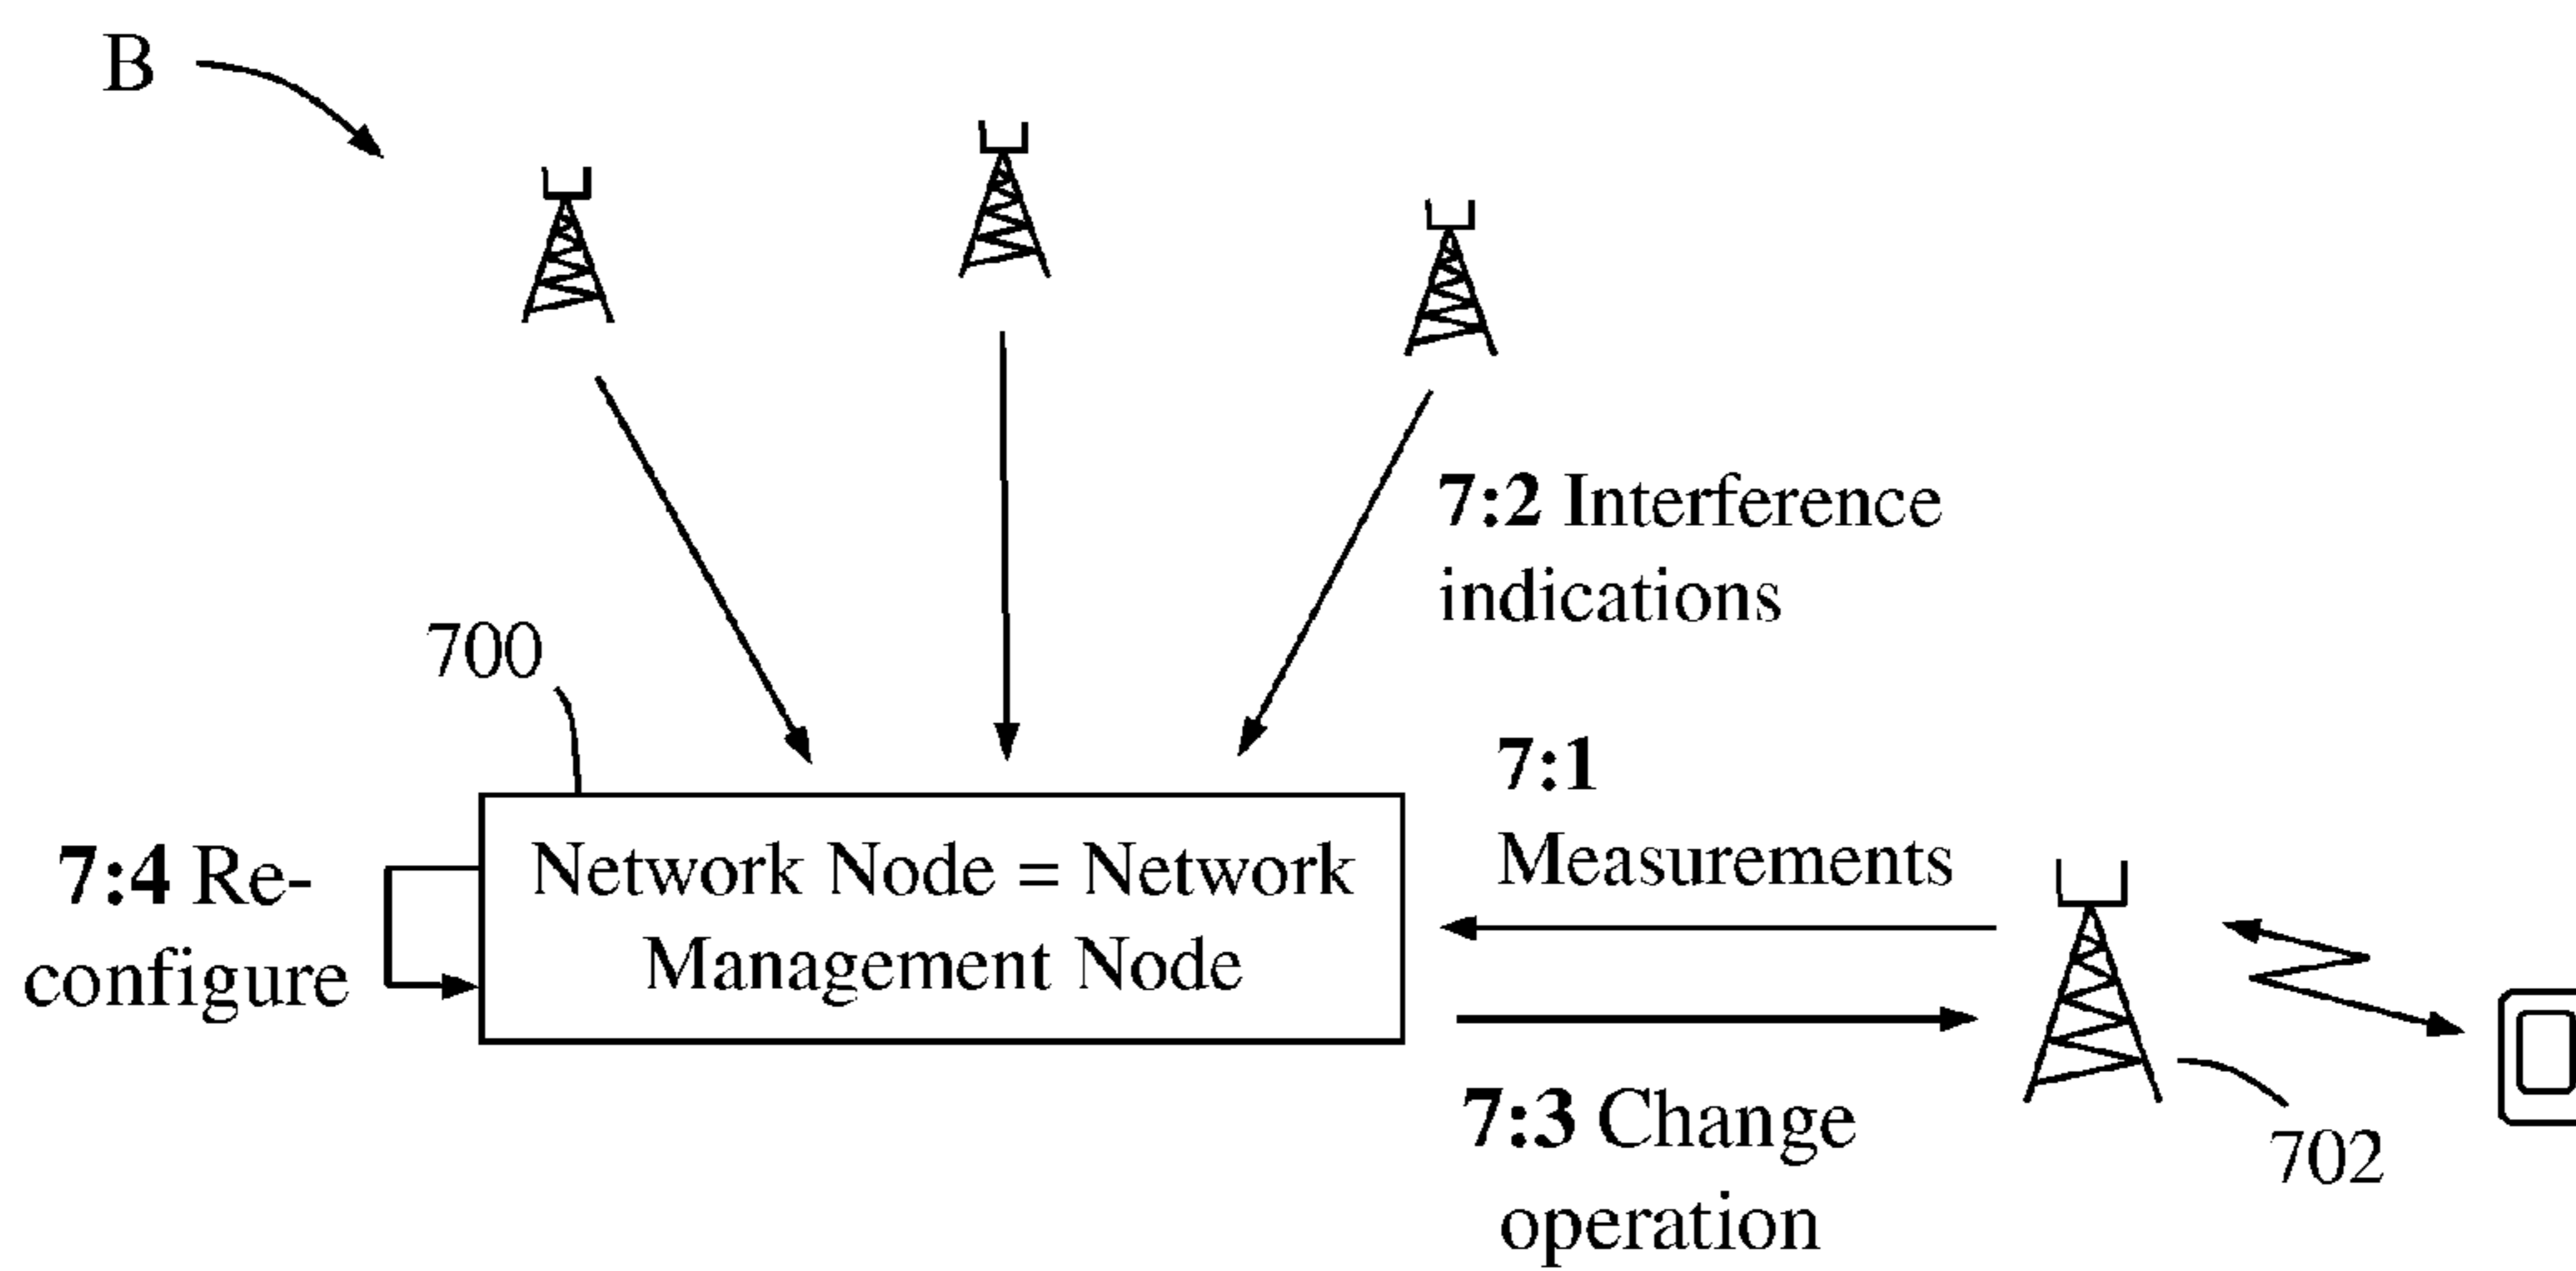 B
7:2 Interference
indications
700
7:1
Measurements
Network Node = Network
Management Node
7:4 Re-
configure
7:3 Change
operation
702